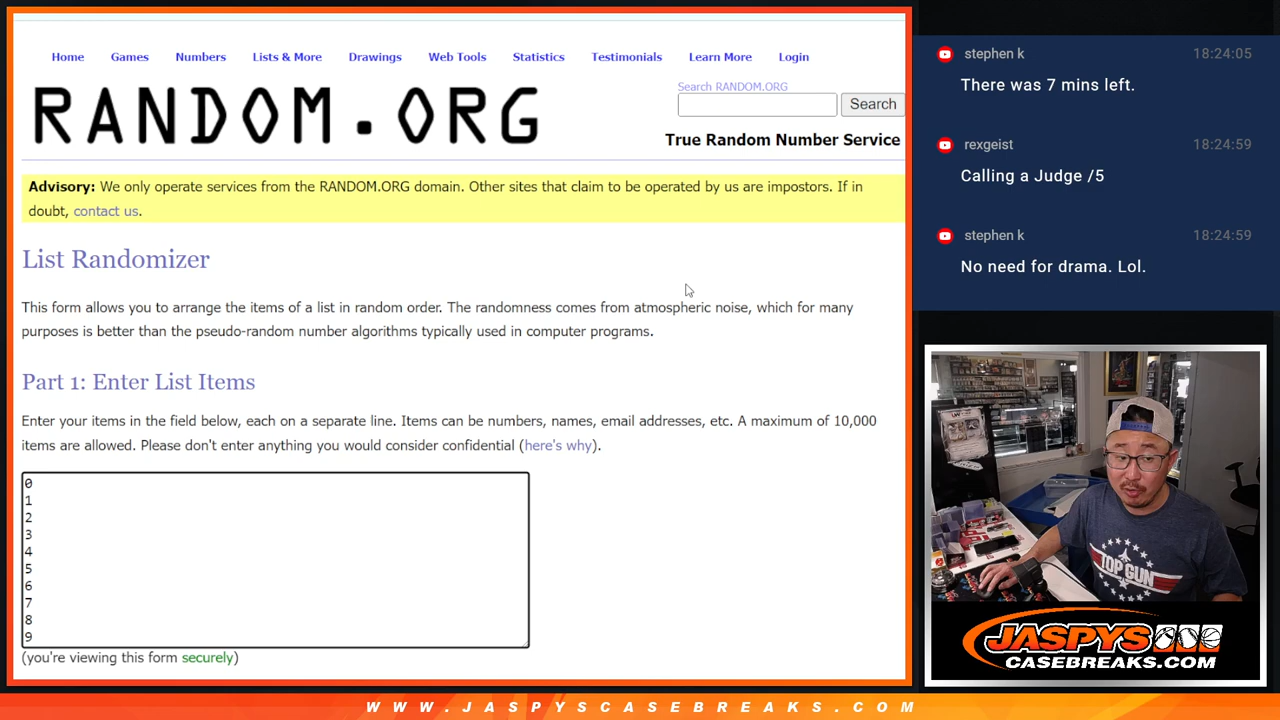 Home Games Numbers Lists & More Drawings Web Tools Statistics Testimonials Learn More Login
RANDOM.ORG
Search RANDOM.ORG
Search
True Random Number Service
Advisory: We only operate services from the RANDOM.ORG domain. Other sites that claim to be operated by us are impostors. If in
doubt, contact us.
List Randomizer
This form allows you to arrange the items of a list in random order. The randomness comes from atmospheric noise, which for many
purposes is better than the pseudo-random number algorithms typically used in computer programs.
Part 1: Enter List Items
Enter your items in the field below, each on a separate line. Items can be numbers, names, email addresses, etc. A maximum of 10,000
items are allowed. Please don't enter anything you would consider confidential (here's why).
0
1
2
3
4
5
6
7
8
9
(you're viewing this form securely)
stephen k 18:24:05
There was 7 mins left.
rexgeist 18:24:59
Calling a Judge /5
stephen k 18:24:59
No need for drama. Lol.
TOP GUN
JASPYS
CASEBREAKS.COM
WWW.JASPYSCASEBREAKS.COM